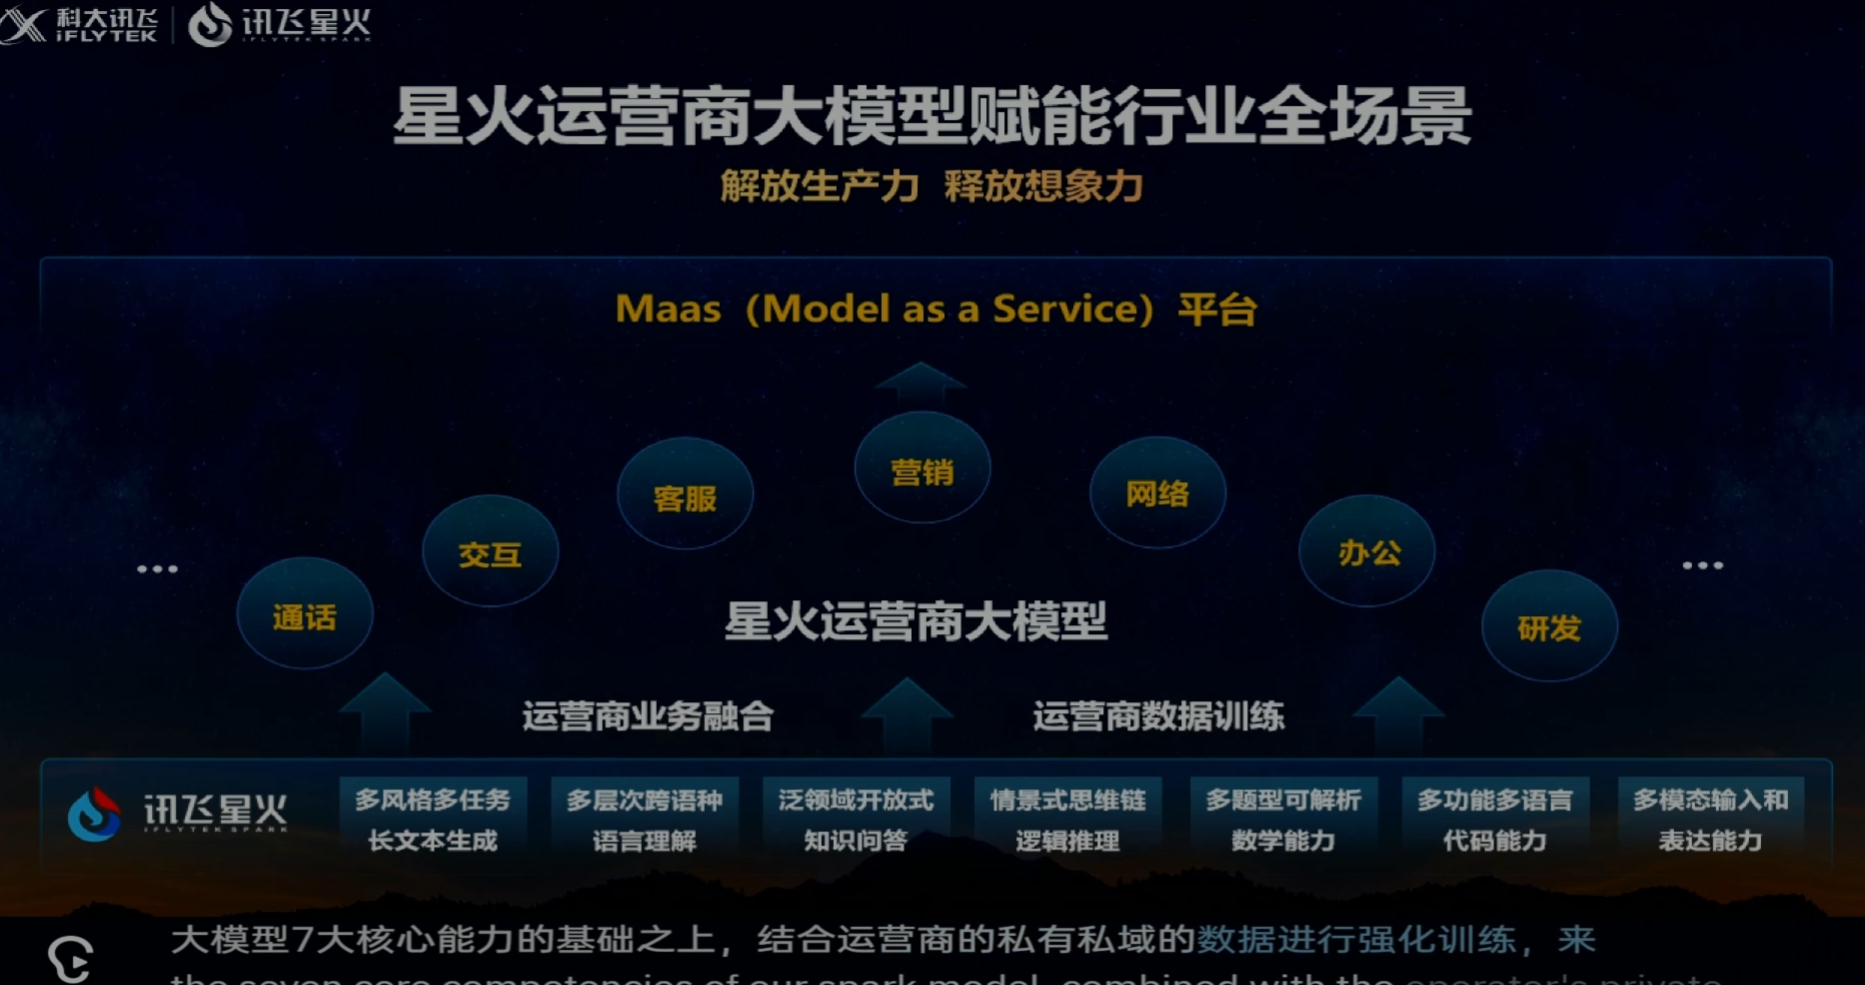 科大讯飞
iFLYTEK
讯飞星火
IFLYTEK SPARK
星火运营商大模型赋能行业全场景
解放生产力 释放想象力
Maas（Model as a Service）平台
营销
客服
网络
交互
办公
通话
研发
...
...
星火运营商大模型
运营商业务融合
运营商数据训练
讯飞星火
IFLYTEK SPARK
多风格多任务
长文本生成
多层次跨语种
语言理解
泛领域开放式
知识问答
情景式思维链
逻辑推理
多题型可解析
数学能力
多功能多语言
代码能力
多模态输入和
表达能力
大模型7大核心能力的基础之上，结合运营商的私有私域的数据进行强化训练，来
the seven core competencies of our spark model, combined with the operator's private